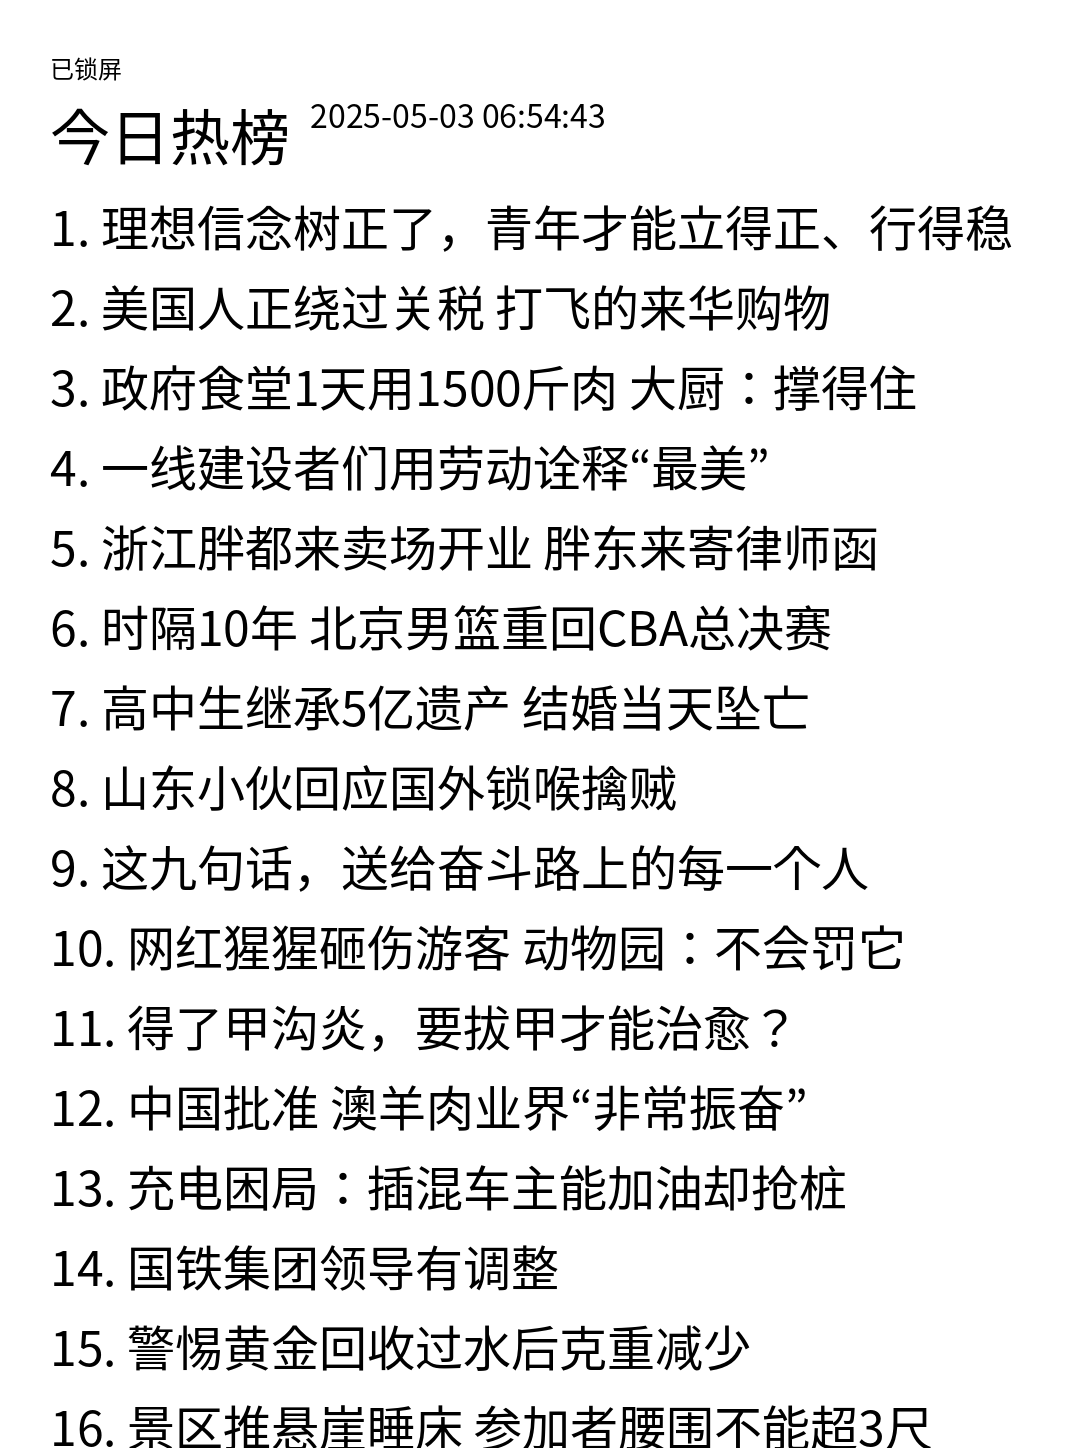 已锁屏
今日热榜 2025-05-03 06:54:43
1. 理想信念树正了，青年才能立得正、行得稳
2. 美国人正绕过关税 打飞的来华购物
3. 政府食堂1天用1500斤肉 大厨：撑得住
4. 一线建设者们用劳动诠释“最美”
5. 浙江胖都来卖场开业 胖东来寄律师函
6. 时隔10年 北京男篮重回CBA总决赛
7. 高中生继承5亿遗产 结婚当天坠亡
8. 山东小伙回应国外锁喉擒贼
9. 这九句话，送给奋斗路上的每一个人
10. 网红猩猩砸伤游客 动物园：不会罚它
11. 得了甲沟炎，要拔甲才能治愈？
12. 中国批准 澳羊肉业界“非常振奋”
13. 充电困局：插混车主能加油却抢桩
14. 国铁集团领导有调整
15. 警惕黄金回收过水后克重减少
16. 景区推悬崖睡床 参加者腰围不能超3尺